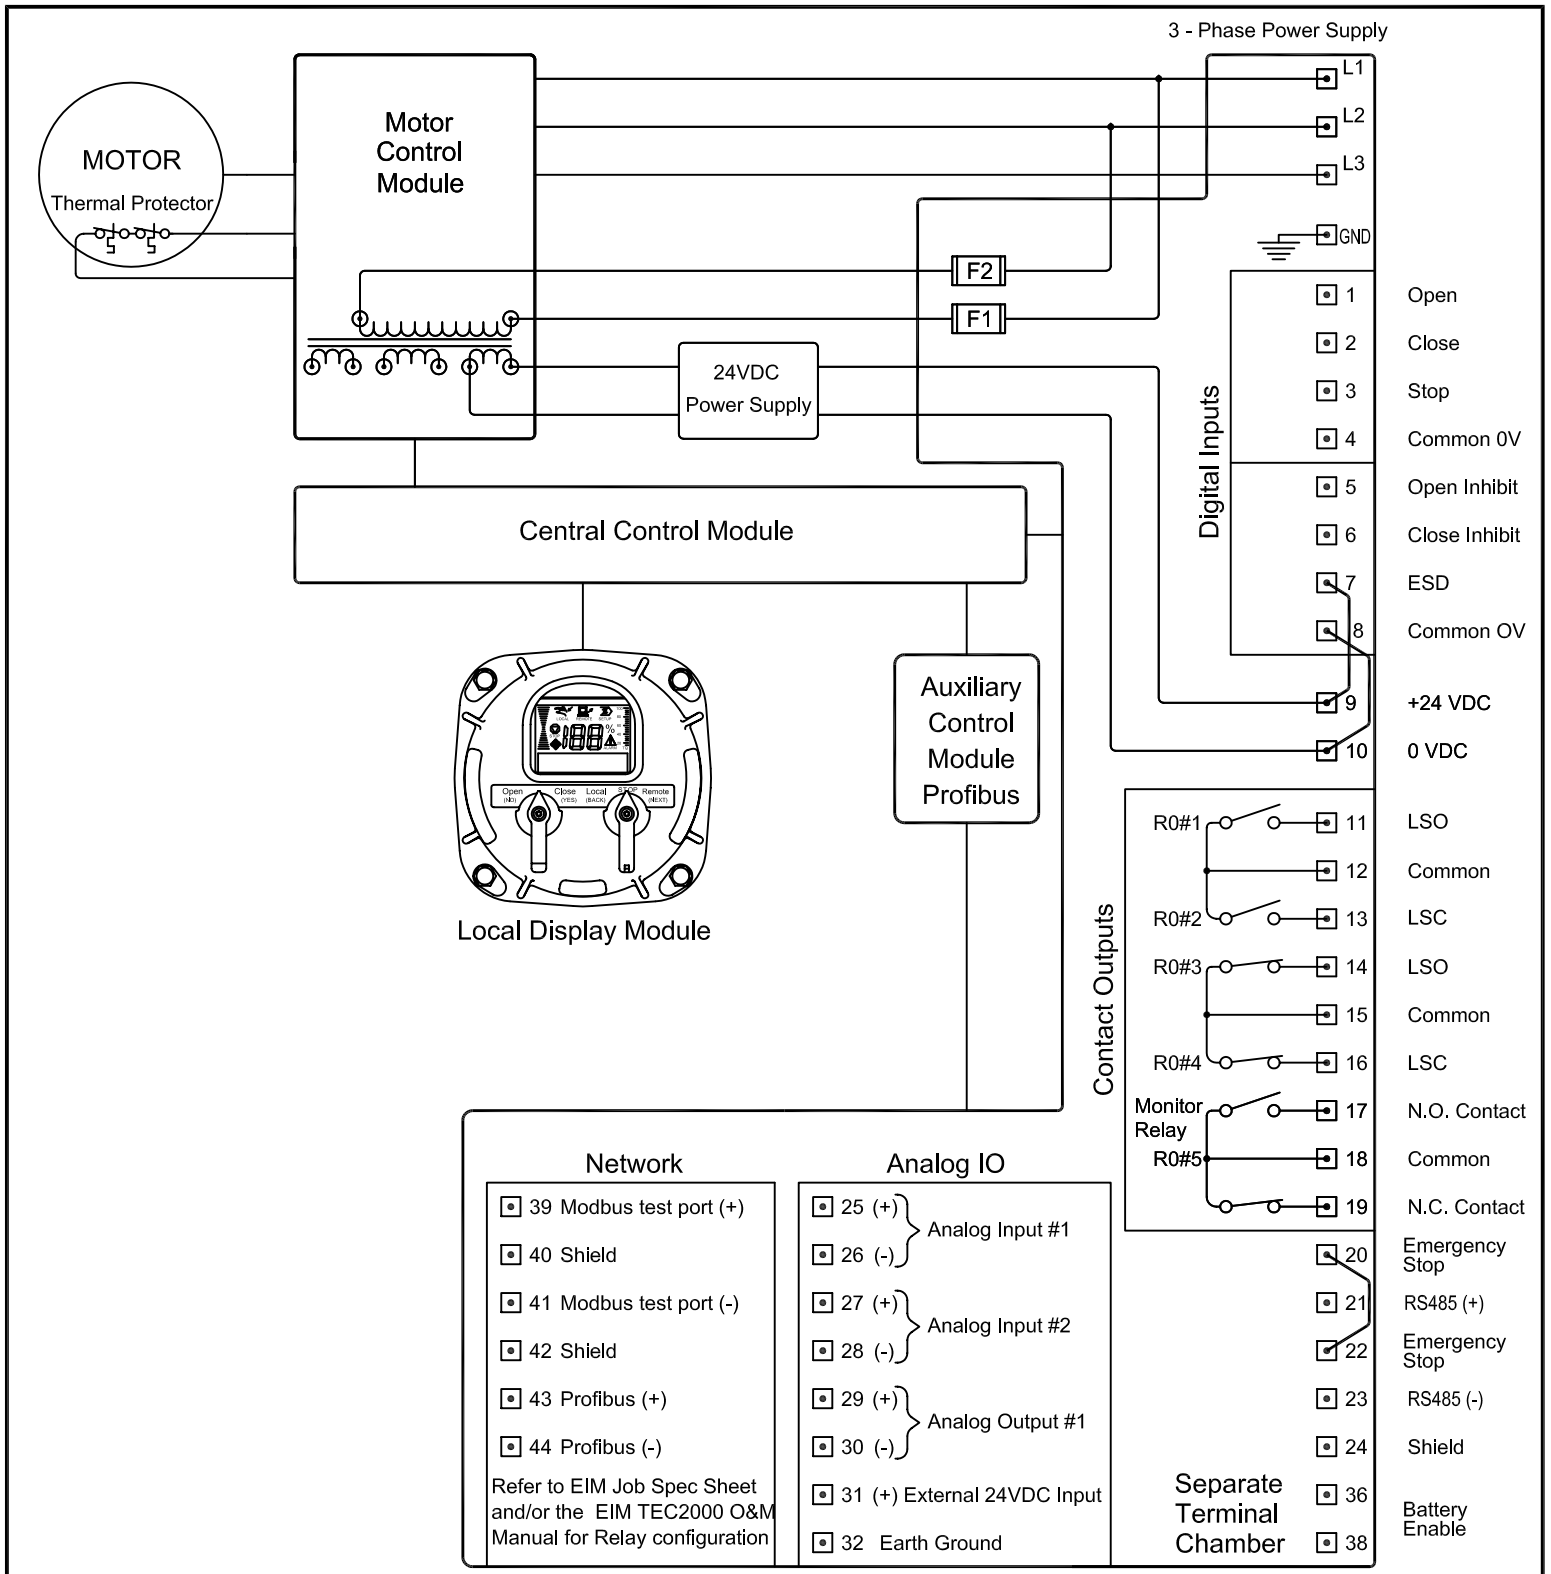 3 - Phase Power Supply
L1
L2
L3
GND
MOTOR
Thermal Protector
Motor
Control
Module
F2
F1
24VDC
Power Supply
Central Control Module
Digital Inputs
1 Open
2 Close
3 Stop
4 Common 0V
5 Open Inhibit
6 Close Inhibit
7 ESD
8 Common OV
9 +24 VDC
10 0 VDC
LOCAL REMOTE SETUP
188 %
Open (NO)
Close (YES)
Local (BACK)
STOP
Remote (NEXT)
Local Display Module
Auxiliary
Control
Module
Profibus
Contact Outputs
R0#1 11 LSO
12 Common
R0#2 13 LSC
R0#3 14 LSO
15 Common
R0#4 16 LSC
Monitor
Relay
17 N.O. Contact
R0#5 18 Common
19 N.C. Contact
20 Emergency
Stop
21 RS485 (+)
22 Emergency
Stop
23 RS485 (-)
24 Shield
36
Battery
Enable
38
Separate
Terminal
Chamber
Network
39 Modbus test port (+)
40 Shield
41 Modbus test port (-)
42 Shield
43 Profibus (+)
44 Profibus (-)
Refer to EIM Job Spec Sheet
and/or the EIM TEC2000 O&M
Manual for Relay configuration
Analog IO
25 (+)
Analog Input #1
26 (-)
27 (+)
Analog Input #2
28 (-)
29 (+)
Analog Output #1
30 (-)
31 (+) External 24VDC Input
32 Earth Ground